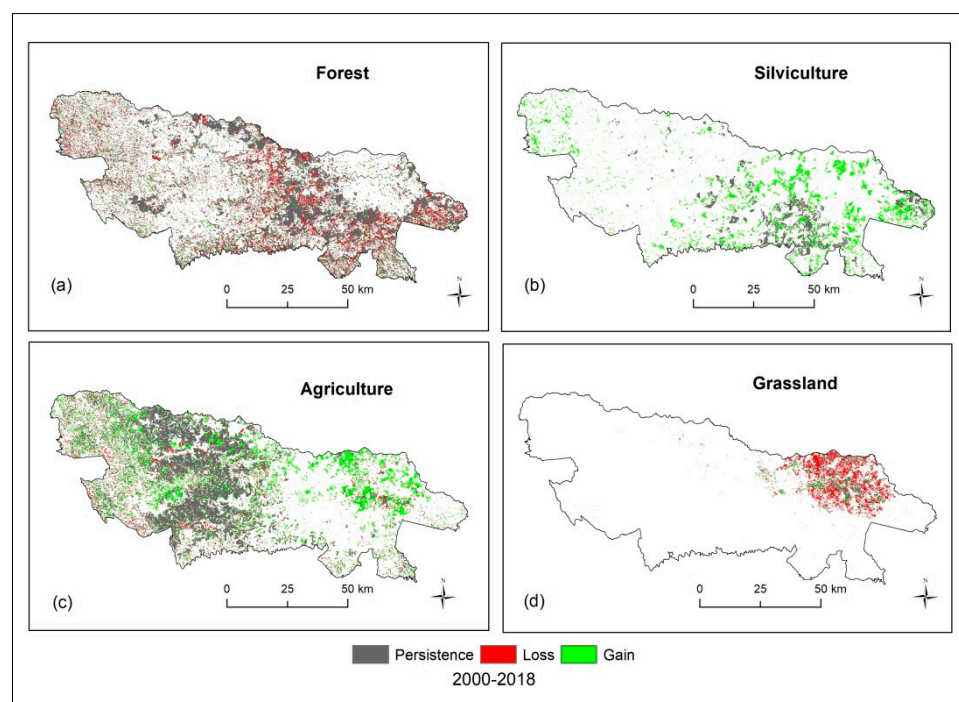 Forest
N
(a)
0 25 50 km
Silviculture
N
(b)
0 25 50 km
Agriculture
N
(c)
0 25 50 km
Grassland
N
(d)
0 25 50 km
Persistence Loss Gain
2000-2018